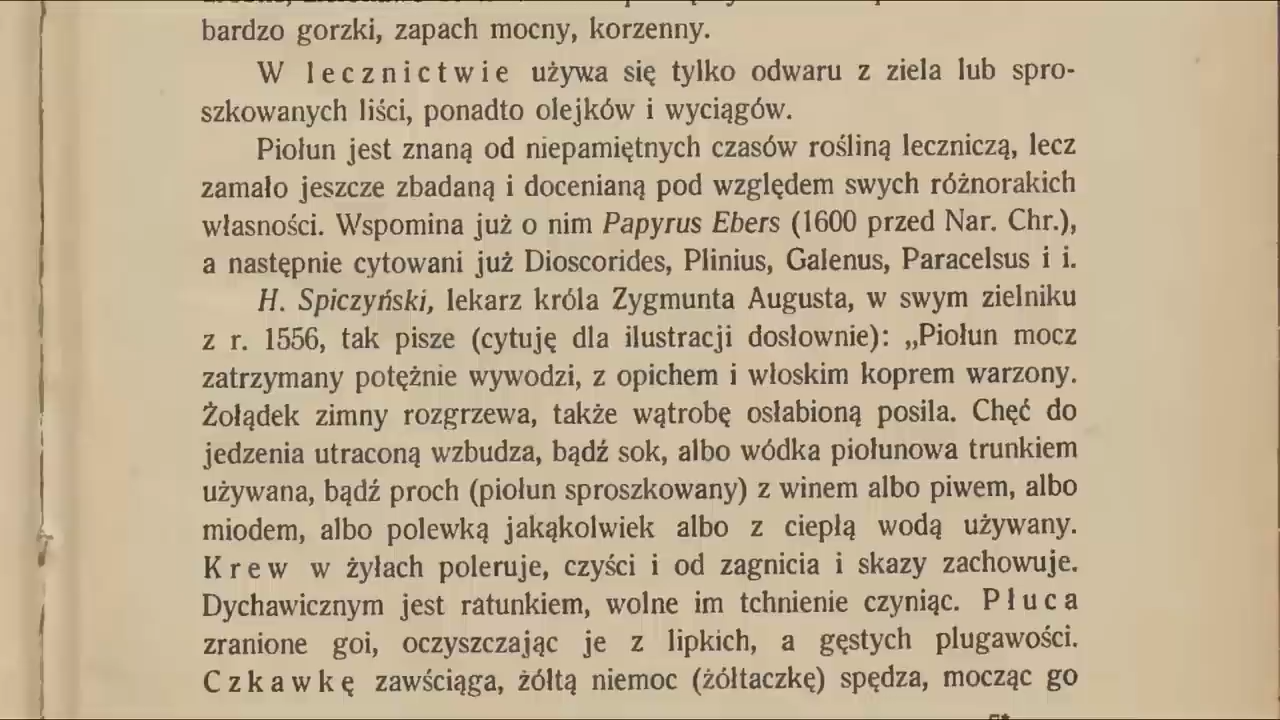 bardzo gorzki, zapach mocny, korzenny.
W lecznictwie używa się tylko odwaru z ziela lub spro-
szkowanych liści, ponadto olejków i wyciągów.
Piołun jest znaną od niepamiętnych czasów rośliną leczniczą, lecz
zamało jeszcze zbadaną i docenianą pod względem swych różnorakich
własności. Wspomina już o nim Papyrus Ebers (1600 przed Nar. Chr.),
a następnie cytowani już Dioscorides, Plinius, Galenus, Paracelsus i i.
H. Spiczyński, lekarz króla Zygmunta Augusta, w swym zielniku
z r. 1556, tak pisze (cytuję dla ilustracji dosłownie): „Piołun mocz
zatrzymany potężnie wywodzi, z opichem i włoskim koprem warzony.
Żołądek zimny rozgrzewa, także wątrobę osłabioną posila. Chęć do
jedzenia utraconą wzbudza, bądź sok, albo wódka piołunowa trunkiem
używana, bądź proch (piołun sproszkowany) z winem albo piwem, albo
miodem, albo polewką jakąkolwiek albo z ciepłą wodą używany.
Krew w żyłach poleruje, czyści i od zagnicia i skazy zachowuje.
Dychawicznym jest ratunkiem, wolne im tchnienie czyniąc. Płuca
zranione goi, oczyszczając je z lipkich, a gęstych plugawości.
Czkawkę zawściąga, żółtą niemoc (żółtaczkę) spędza, mocząc go